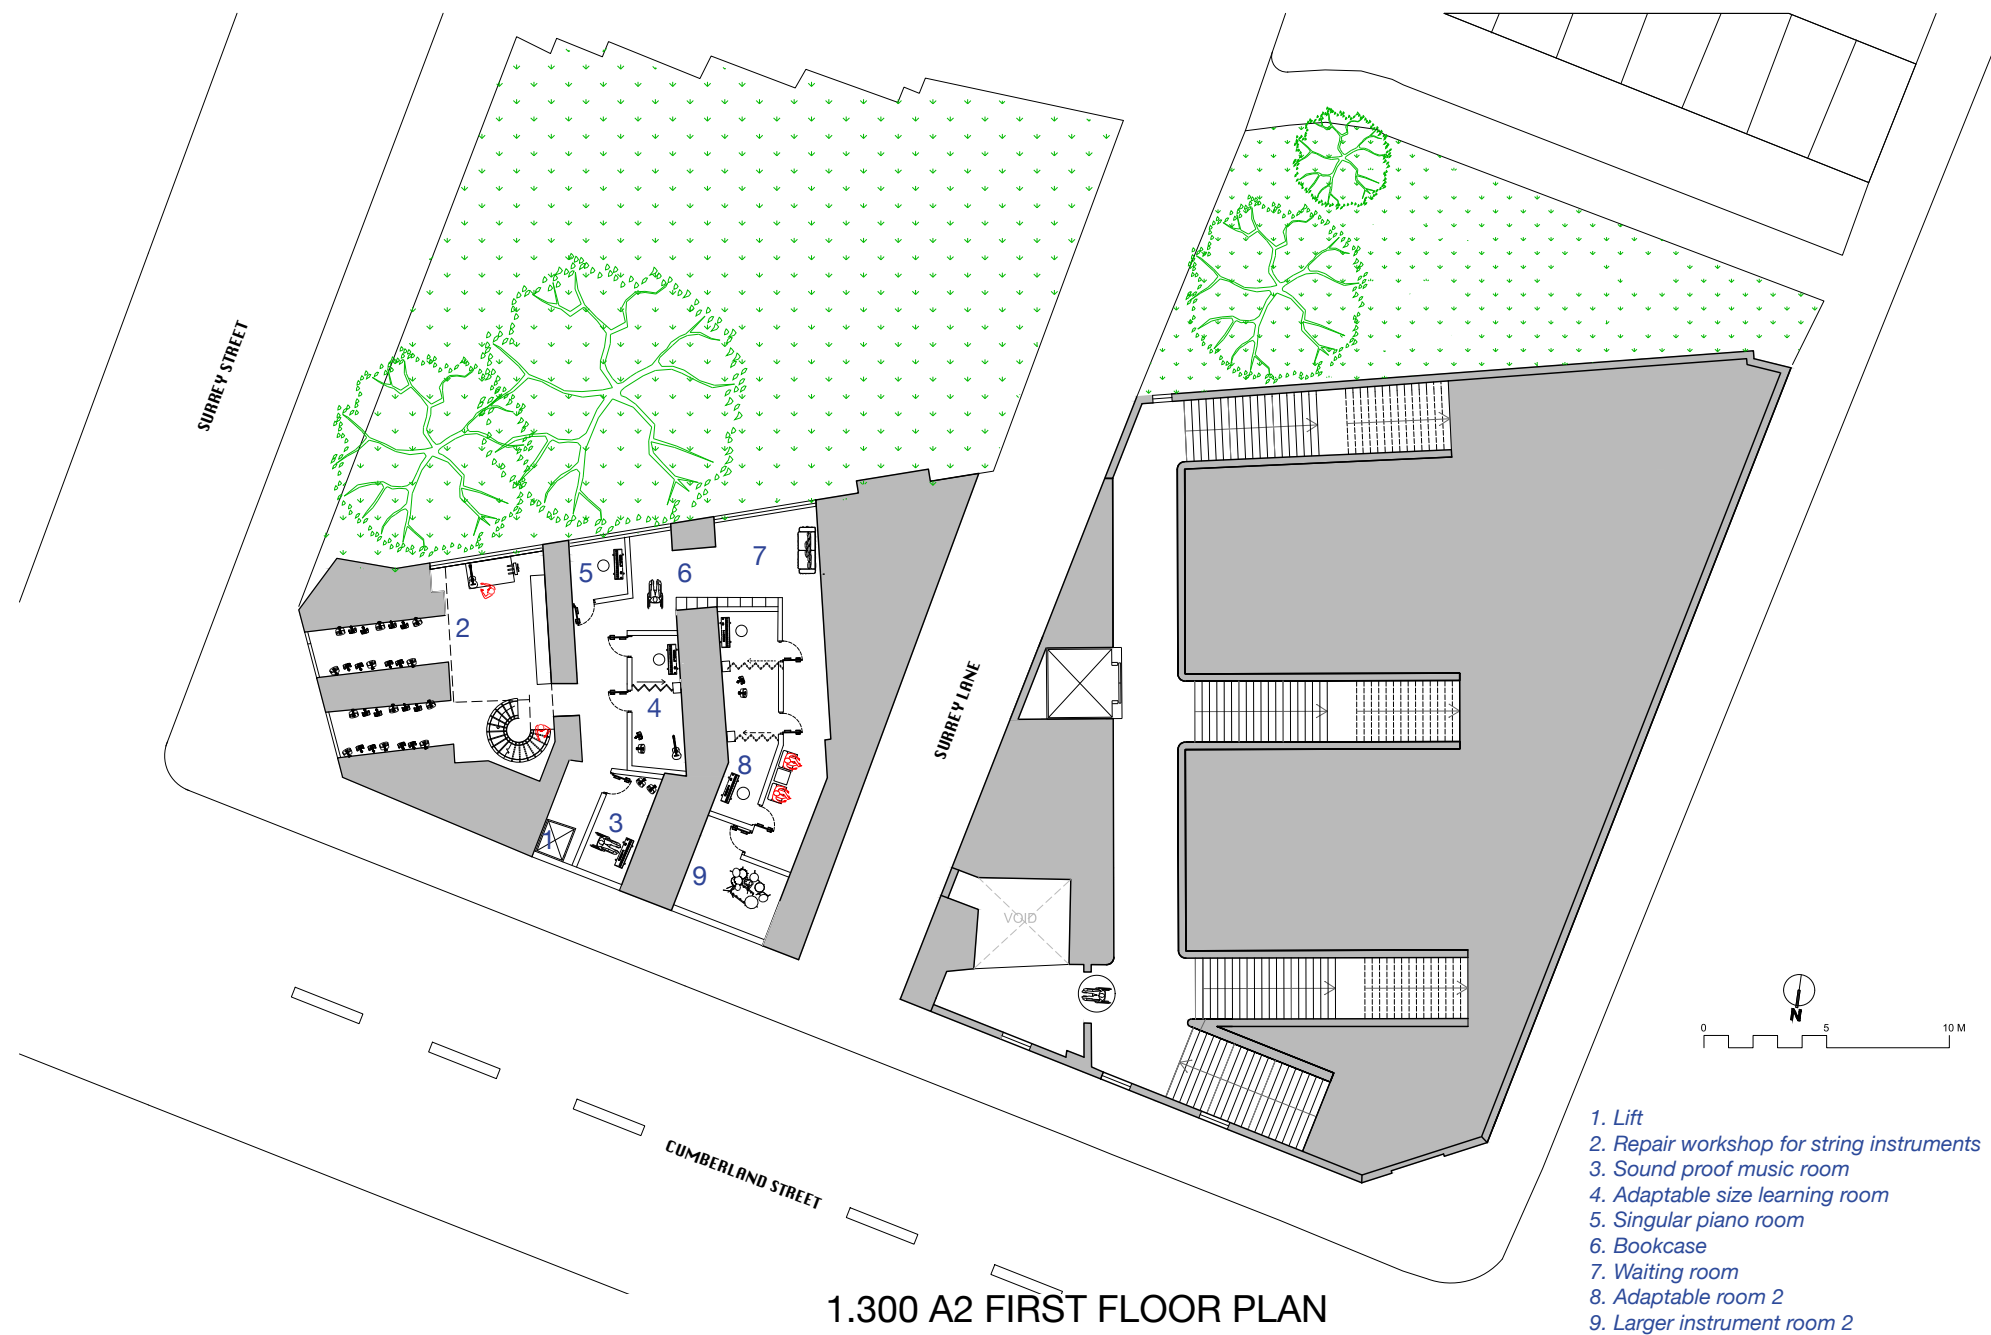 SURREY STREET
5
6
7
2
4
8
3
1
9
SURREY LANE
VOID
N
0 5 10 M
CUMBERLAND STREET
1. Lift
2. Repair workshop for string instruments
3. Sound proof music room
4. Adaptable size learning room
5. Singular piano room
6. Bookcase
7. Waiting room
8. Adaptable room 2
9. Larger instrument room 2
1.300 A2 FIRST FLOOR PLAN